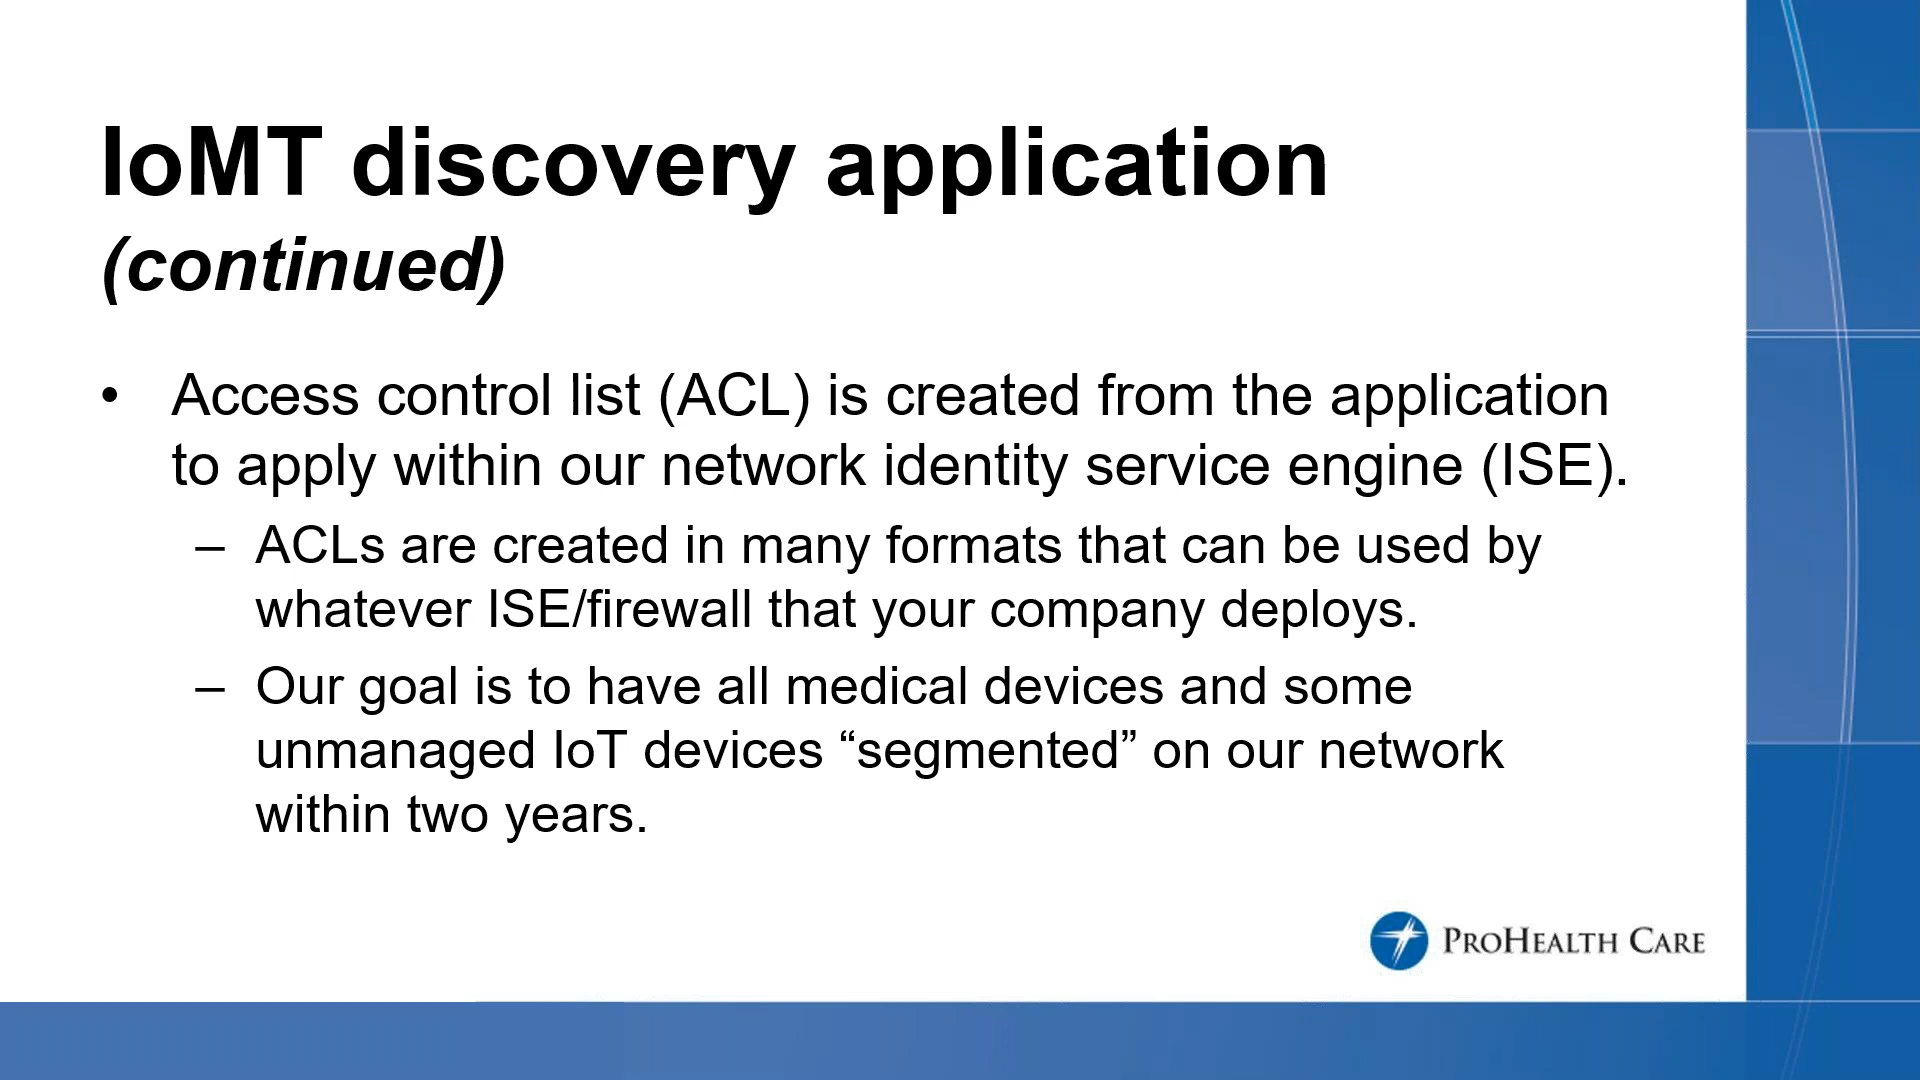 IoMT discovery application
(continued)
• Access control list (ACL) is created from the application
to apply within our network identity service engine (ISE).
– ACLs are created in many formats that can be used by
whatever ISE/firewall that your company deploys.
– Our goal is to have all medical devices and some
unmanaged IoT devices “segmented” on our network
within two years.
PROHEALTH CARE